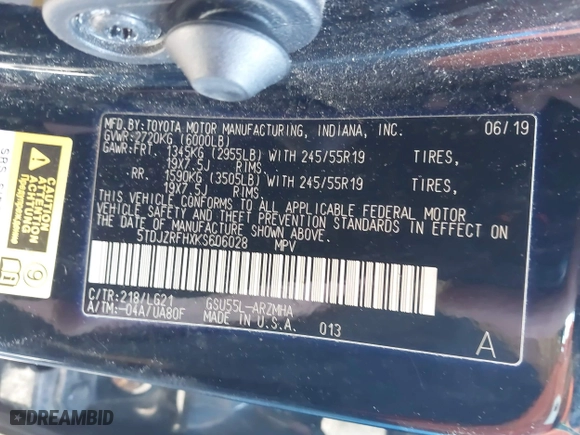 MFD.BY:TOYOTA MOTOR MANUFACTURING, INDIANA, INC. 06/19
GVWR:2720KG (6000LB)
GAWR:FRT. 1345KG (2955LB) WITH 245/55R19 TIRES,
19X7.5J RIMS
RR. 1590KG (3505LB) WITH 245/55R19 TIRES,
19X7.5J RIMS
THIS VEHICLE CONFORMS TO ALL APPLICABLE FEDERAL MOTOR
VEHICLE SAFETY AND THEFT PREVENTION STANDARDS IN EFFECT ON
THE DATE OF MANUFACTURE SHOWN ABOVE.
5TDJZRFHXKS606028 MPV
C/TR:218/LG21 GSU55L-ARZMHA
A/TM:-04A/UA80F MADE IN U.S.A. 013
A
ATTENTION
DREAMBID